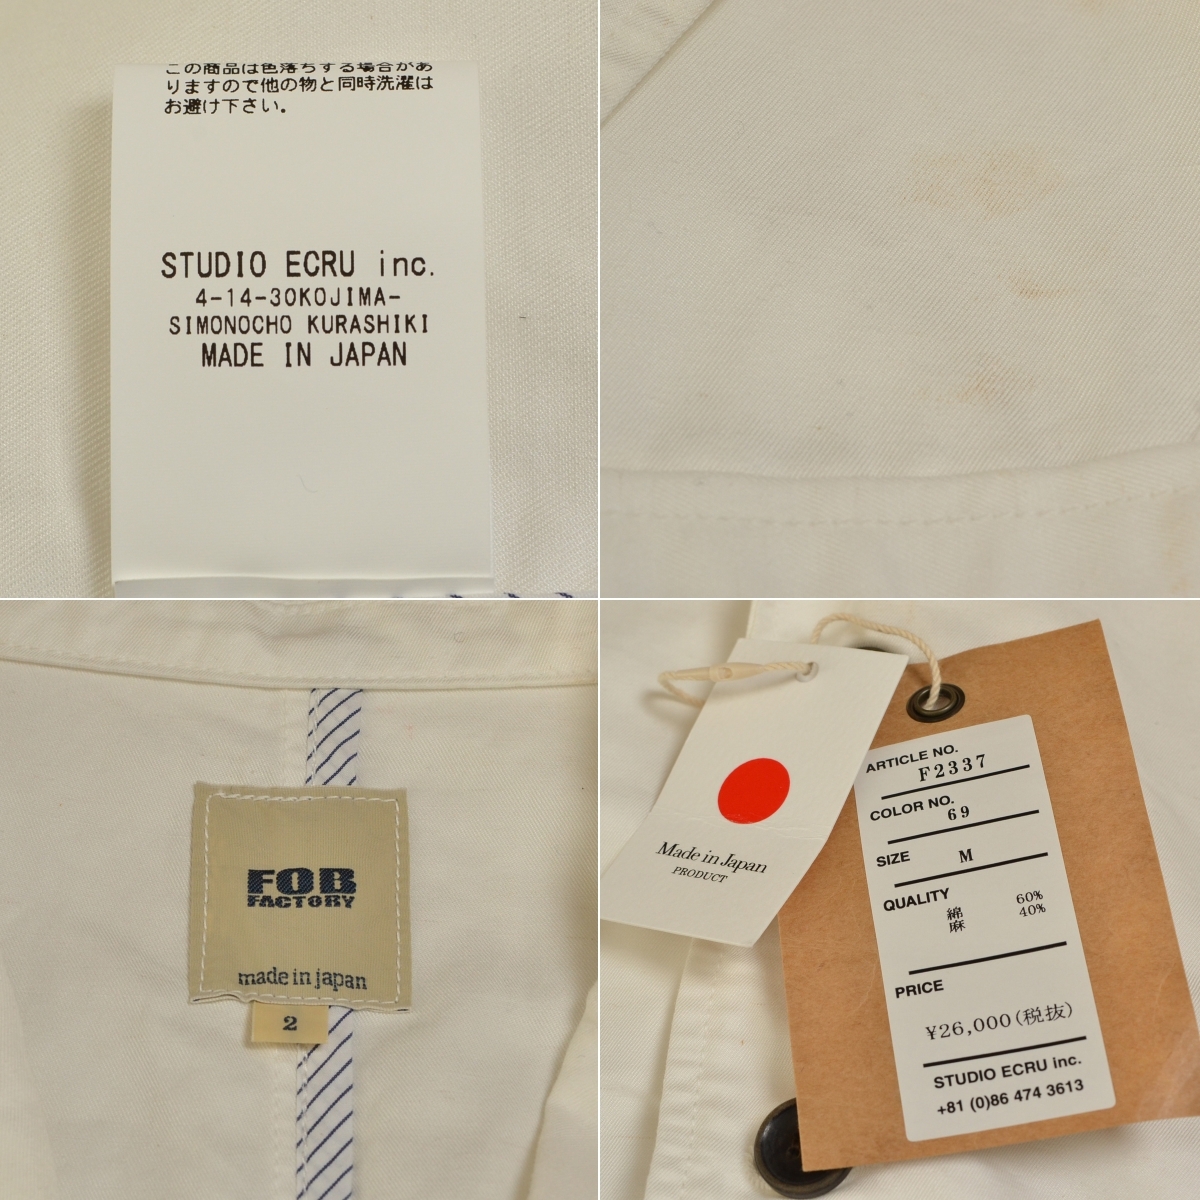 この商品は色落ちする場合があ
りますので他の物と同時洗濯は
お避け下さい。
STUDIO ECRU inc.
4-14-30KOJIMA-
SIMONOCHO KURASHIKI
MADE IN JAPAN
FOB
FACTORY
made in japan
2
Made in Japan
PRODUCT
ARTICLE NO.
F2337
COLOR NO.
69
SIZE M
QUALITY
綿 60%
麻 40%
PRICE
¥26,000(税抜)
STUDIO ECRU inc.
+81 (0)86 474 3613